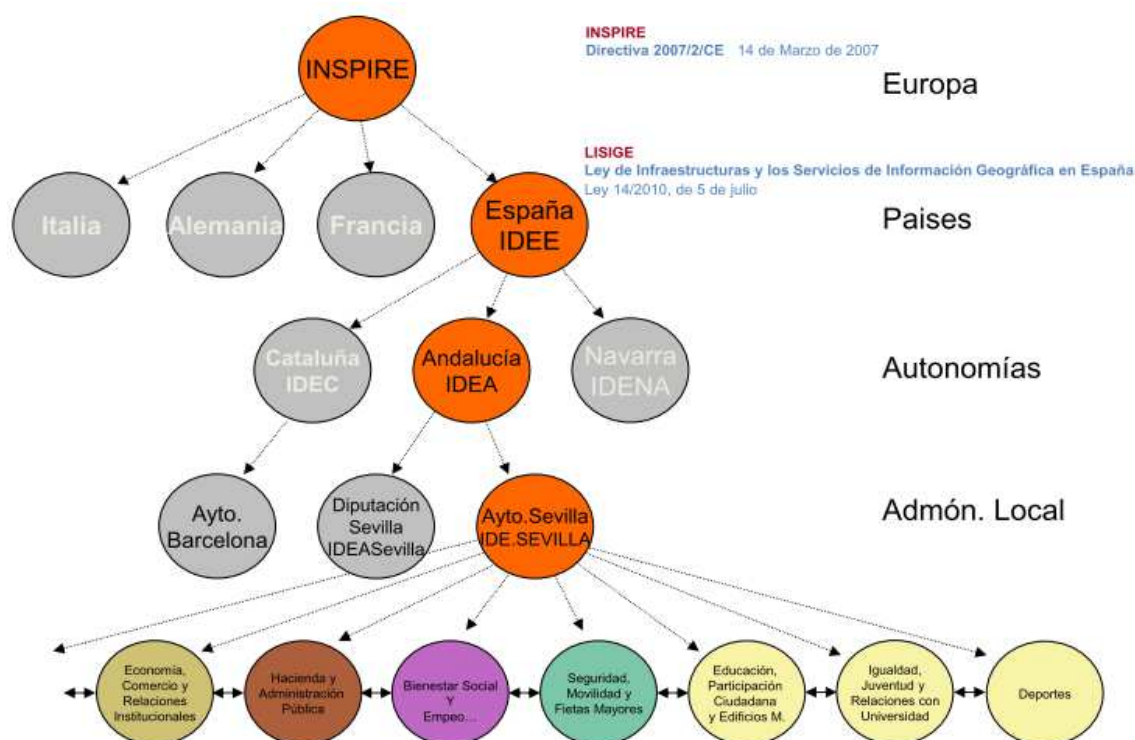 INSPIRE
INSPIRE
Directiva 2007/2/CE 14 de Marzo de 2007
Europa
LISIGE
Ley de Infraestructuras y los Servicios de Información Geográfica en España
Ley 14/2010, de 5 de julio
Italia
Alemania
Francia
España
IDEE
Paises
Cataluña
IDEC
Andalucía
IDEA
Navarra
IDENA
Autonomías
Ayto.
Barcelona
Diputación
Sevilla
IDEASevilla
Ayto.Sevilla
IDE.SEVILLA
Admón. Local
Economía,
Comercio y
Relaciones
Institucionales
Hacienda y
Administración
Pública
Bienestar Social
Y
Empeo...
Seguridad,
Movilidad y
Fietas Mayores
Educación,
Participación
Ciudadana
y Edificios M.
Igualdad,
Juventud y
Relaciones con
Universidad
Deportes